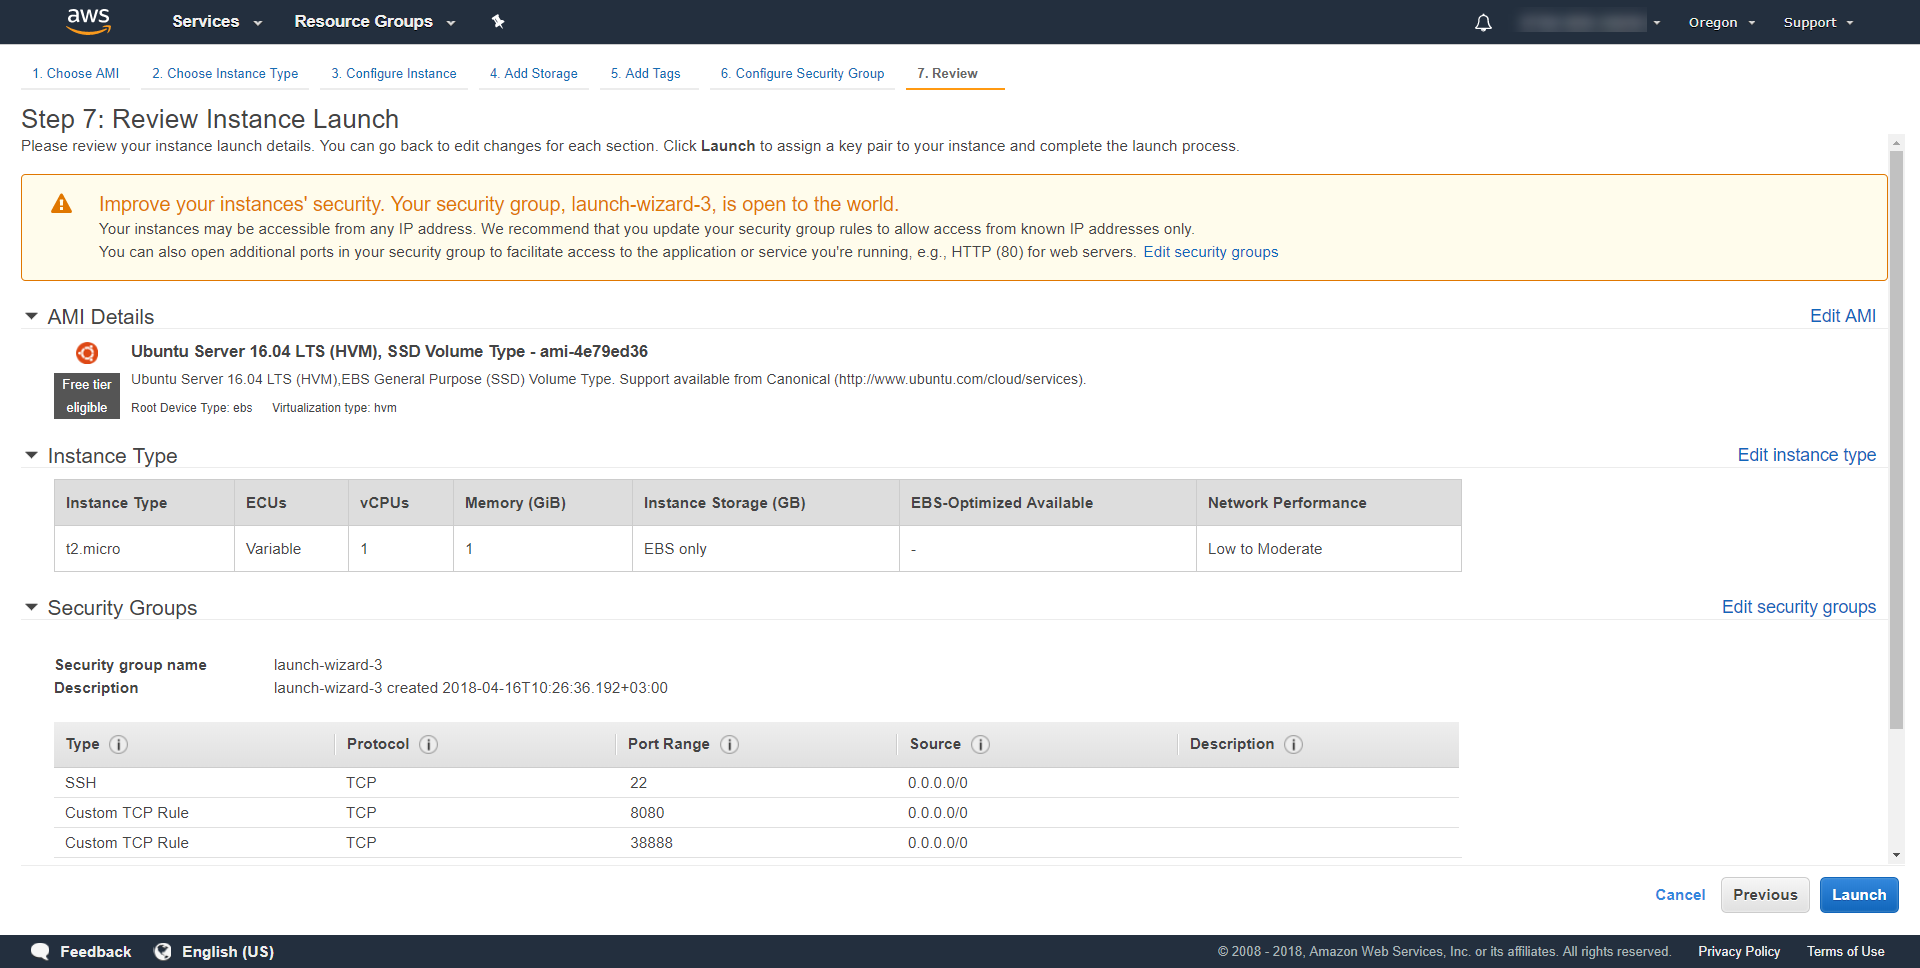 aws Services Resource Groups Oregon Support
1. Choose AMI 2. Choose Instance Type 3. Configure Instance 4. Add Storage 5. Add Tags 6. Configure Security Group 7. Review
Step 7: Review Instance Launch
Please review your instance launch details. You can go back to edit changes for each section. Click Launch to assign a key pair to your instance and complete the launch process.
Improve your instances' security. Your security group, launch-wizard-3, is open to the world.
Your instances may be accessible from any IP address. We recommend that you update your security group rules to allow access from known IP addresses only.
You can also open additional ports in your security group to facilitate access to the application or service you're running, e.g., HTTP (80) for web servers. Edit security groups
AMI Details Edit AMI
Ubuntu Server 16.04 LTS (HVM), SSD Volume Type - ami-4e79ed36
Free tier
eligible
Ubuntu Server 16.04 LTS (HVM),EBS General Purpose (SSD) Volume Type. Support available from Canonical (http://www.ubuntu.com/cloud/services).
Root Device Type: ebs Virtualization type: hvm
Instance Type Edit instance type
Instance Type ECUs vCPUs Memory (GiB) Instance Storage (GB) EBS-Optimized Available Network Performance
t2.micro Variable 1 1 EBS only - Low to Moderate
Security Groups Edit security groups
Security group name launch-wizard-3
Description launch-wizard-3 created 2018-04-16T10:26:36.192+03:00
Type Protocol Port Range Source Description
SSH TCP 22 0.0.0.0/0
Custom TCP Rule TCP 8080 0.0.0.0/0
Custom TCP Rule TCP 38888 0.0.0.0/0
Cancel Previous Launch
Feedback English (US) © 2008 - 2018, Amazon Web Services, Inc. or its affiliates. All rights reserved. Privacy Policy Terms of Use